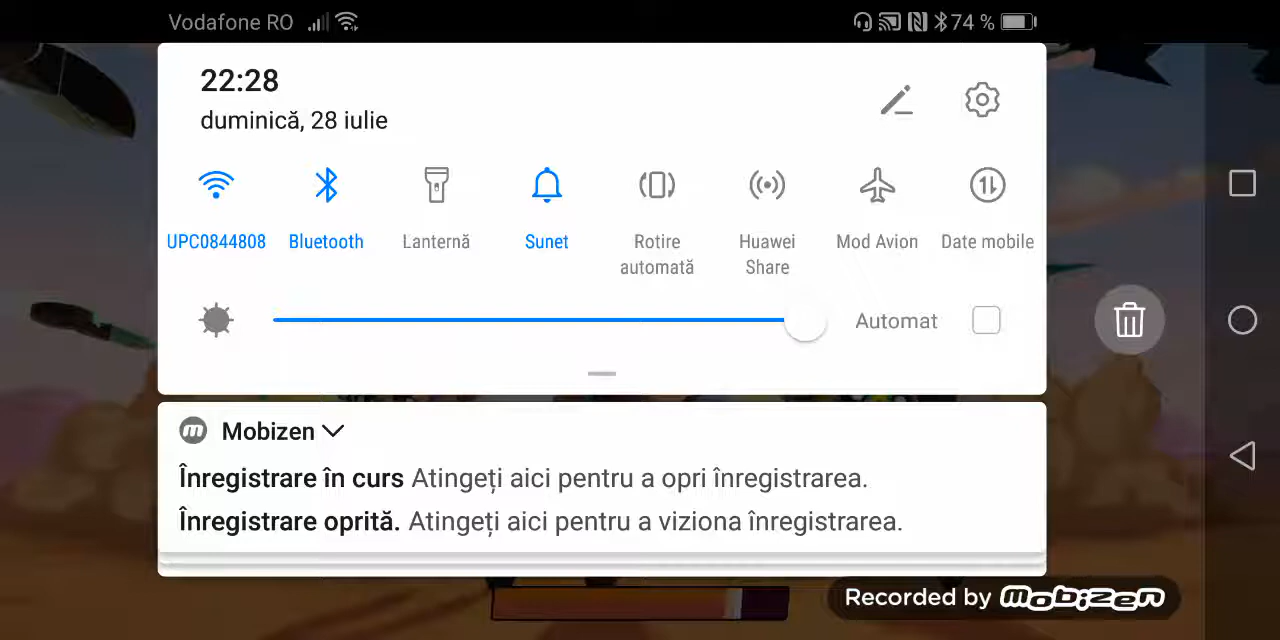 Vodafone RO 74 %
22:28
duminică, 28 iulie
UPC0844808 Bluetooth Lanternă Sunet Rotire automată Huawei Share Mod Avion Date mobile
Automat
Mobizen
Înregistrare în curs Atingeți aici pentru a opri înregistrarea.
Înregistrare oprită. Atingeți aici pentru a viziona înregistrarea.
Recorded by mobizen